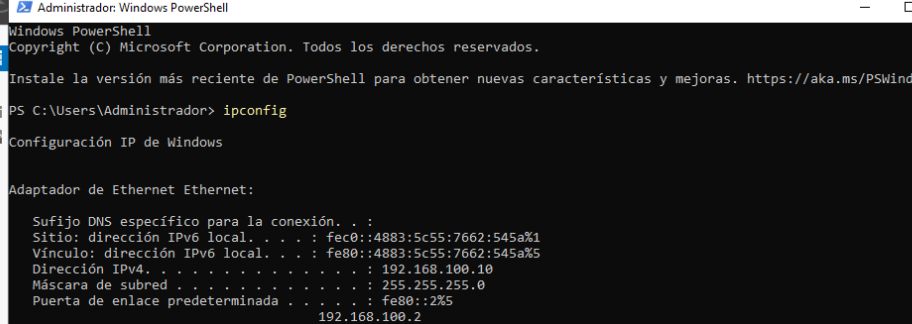 Administrador: Windows PowerShell
Windows PowerShell
Copyright (C) Microsoft Corporation. Todos los derechos reservados.
Instale la versión más reciente de PowerShell para obtener nuevas características y mejoras. https://aka.ms/PSWind
PS C:\Users\Administrador> ipconfig
Configuración IP de Windows
Adaptador de Ethernet Ethernet:
Sufijo DNS específico para la conexión. . :
Sitio: dirección IPv6 local. . . . : fec0::4883:5c55:7662:545a%1
Vínculo: dirección IPv6 local. . . : fe80::4883:5c55:7662:545a%5
Dirección IPv4. . . . . . . . . . . . . . : 192.168.100.10
Máscara de subred . . . . . . . . . . . . : 255.255.255.0
Puerta de enlace predeterminada . . . . . : fe80::2%5
192.168.100.2